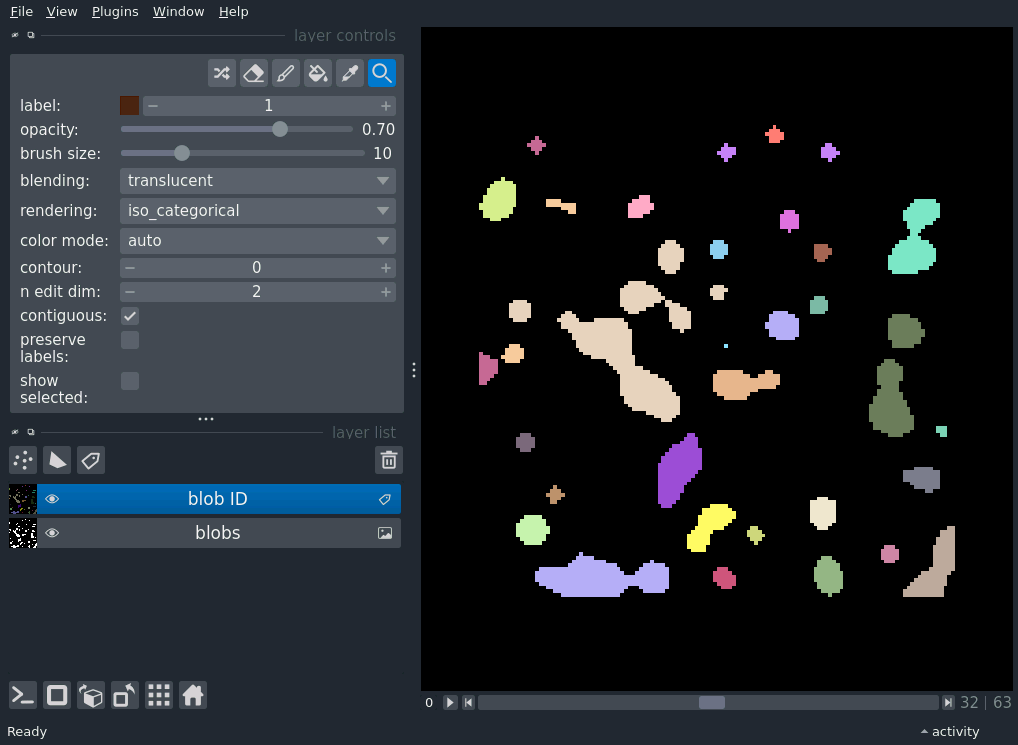 File View Plugins Window Help
layer controls
label: 1
opacity: 0.70
brush size: 10
blending: translucent
rendering: iso_categorical
color mode: auto
contour: 0
n edit dim: 2
contiguous:
preserve
labels:
show
selected:
layer list
blob ID
blobs
0 32 | 63
Ready activity